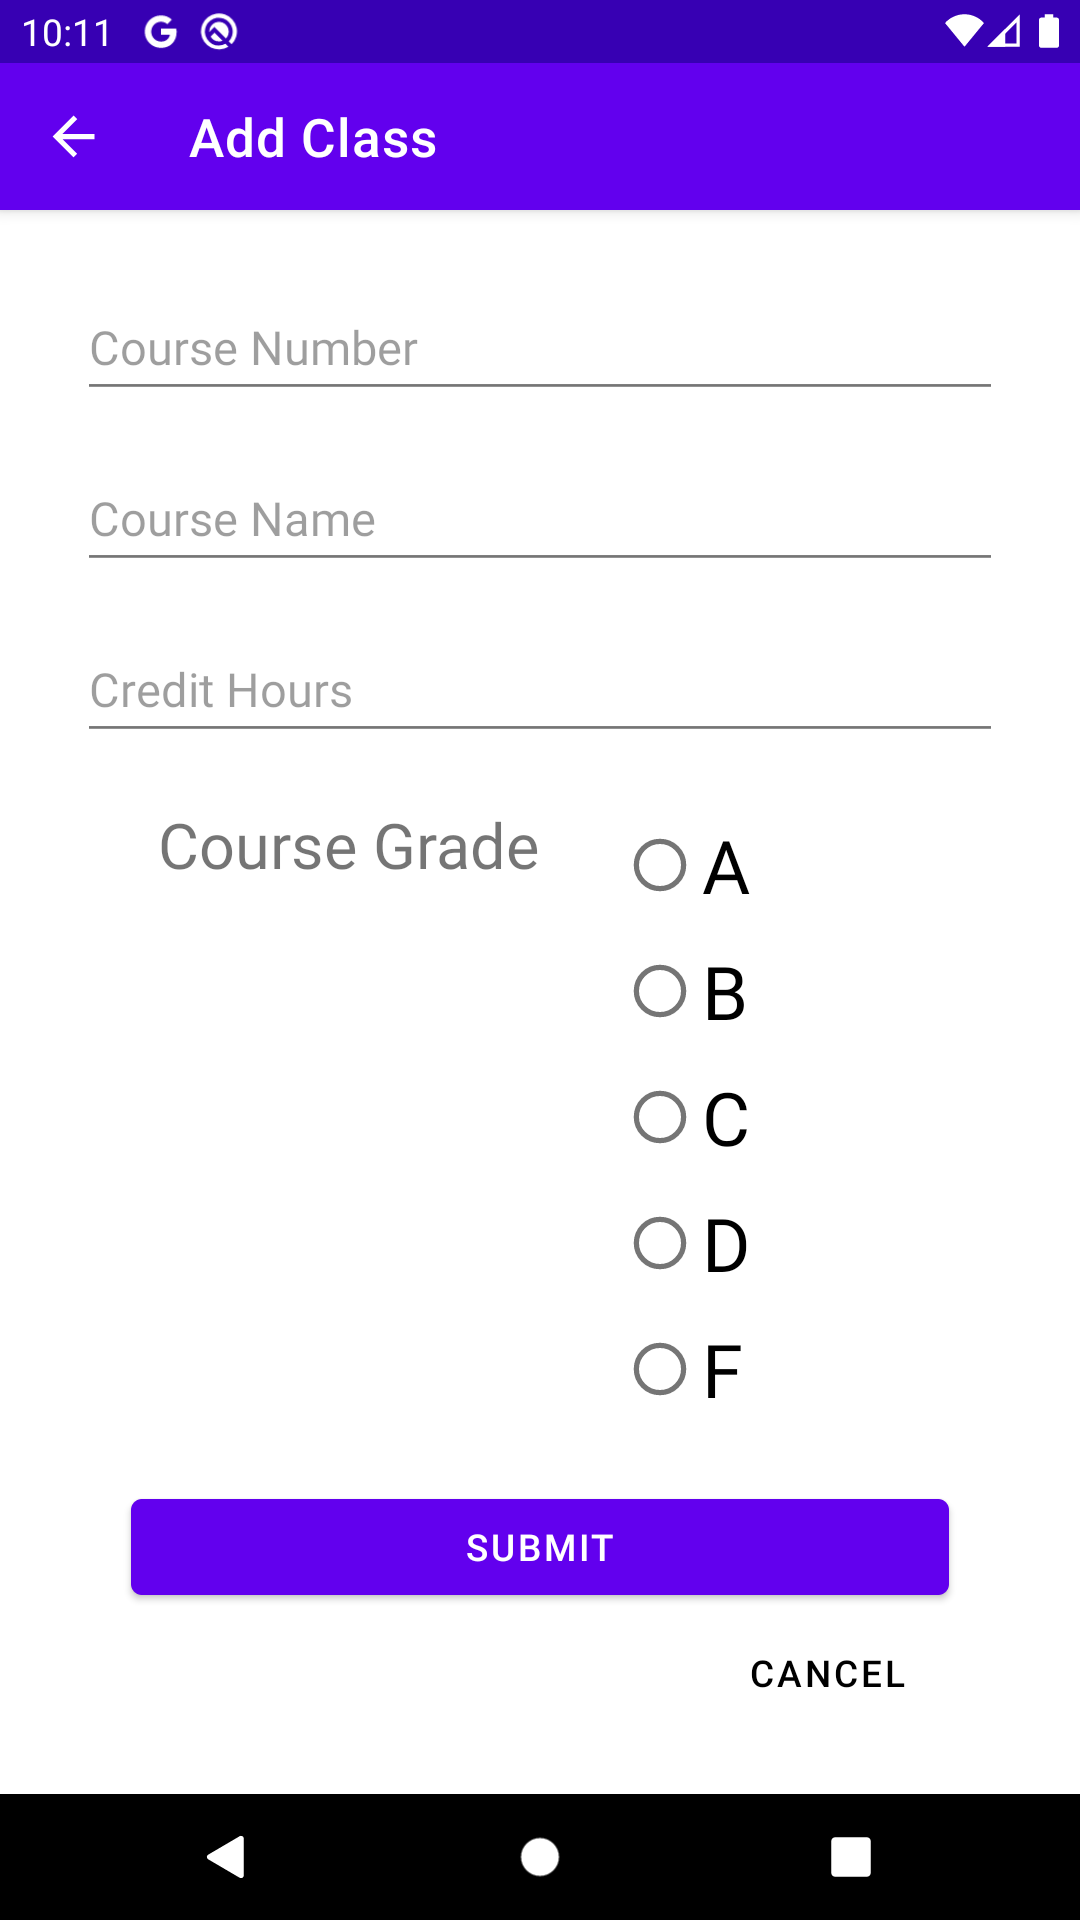 10:11
Add Class
Course Number
Course Name
Credit Hours
Course Grade
A
B
C
D
F
SUBMIT
CANCEL